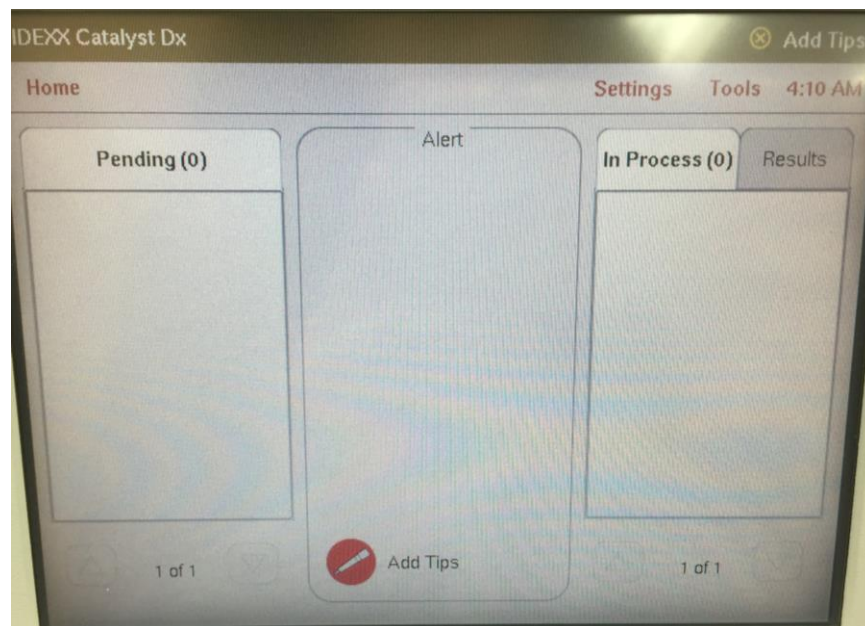 IDEXX Catalyst Dx
Add Tips
Home
Settings
Tools
4:10 AM
Pending (0)
Alert
In Process (0)
Results
Add Tips
1 of 1
1 of 1